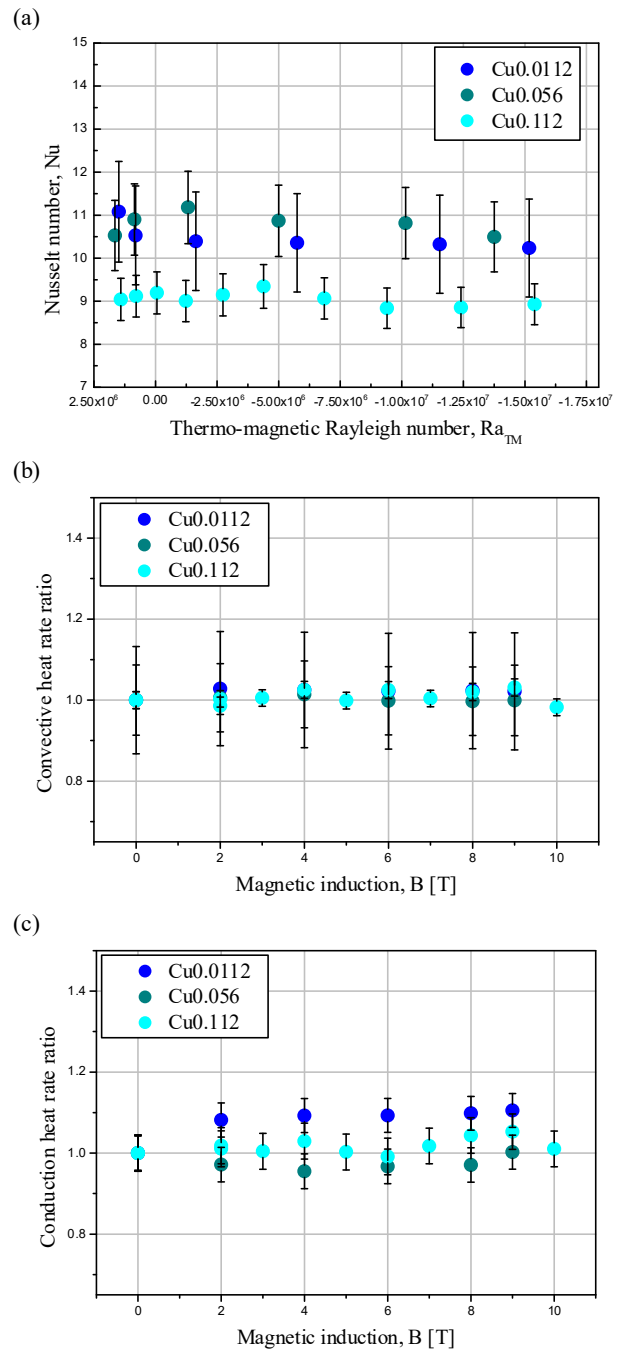 (a)
15
14
13
12
11
10
9
8
7
Nusselt number, Nu
Cu0.0112
Cu0.056
Cu0.112
2.50x10⁶ 0.00 -2.50x10⁶ -5.00x10⁶ -7.50x10⁶ -1.00x10⁷ -1.25x10⁷ -1.50x10⁷ -1.75x10⁷
Thermo-magnetic Rayleigh number, Ra_TM
(b)
1.4
1.2
1.0
0.8
Convective heat rate ratio
Cu0.0112
Cu0.056
Cu0.112
0 2 4 6 8 10
Magnetic induction, B [T]
(c)
1.4
1.2
1.0
0.8
Conduction heat rate ratio
Cu0.0112
Cu0.056
Cu0.112
0 2 4 6 8 10
Magnetic induction, B [T]